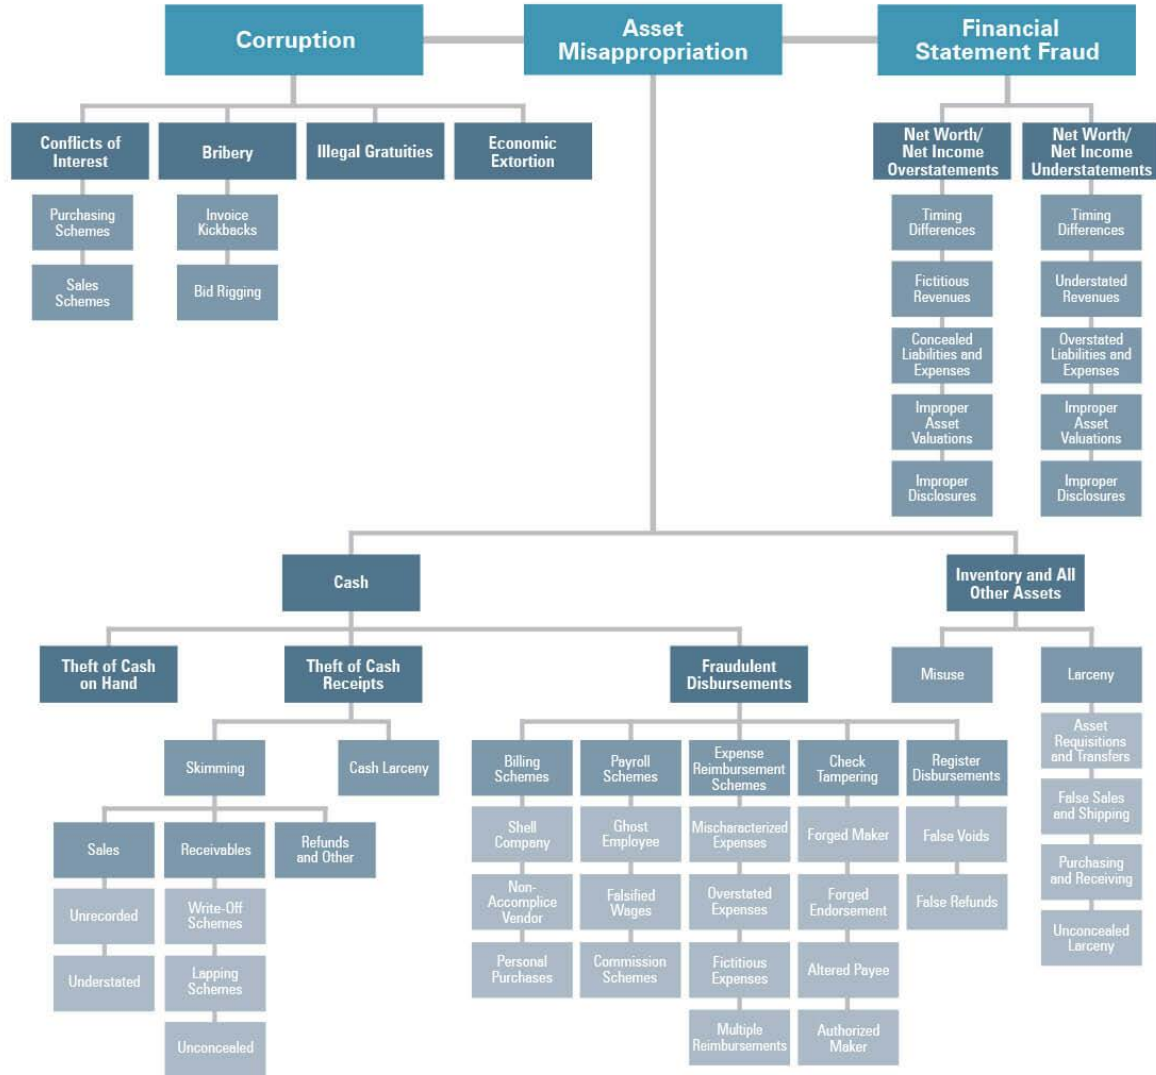 Corruption
Asset
Misappropriation
Financial
Statement Fraud
Conflicts of
Interest
Bribery
Illegal Gratuities
Economic
Extortion
Net Worth/
Net Income
Overstatements
Net Worth/
Net Income
Understatements
Purchasing
Schemes
Sales
Schemes
Invoice
Kickbacks
Bid Rigging
Timing
Differences
Fictitious
Revenues
Concealed
Liabilities and
Expenses
Improper
Asset
Valuations
Improper
Disclosures
Timing
Differences
Understated
Revenues
Overstated
Liabilities and
Expenses
Improper
Asset
Valuations
Improper
Disclosures
Cash
Inventory and All
Other Assets
Theft of Cash
on Hand
Theft of Cash
Receipts
Fraudulent
Disbursements
Misuse
Larceny
Asset
Requisitions
and Transfers
False Sales
and Shipping
Purchasing
and Receiving
Unconcealed
Larceny
Skimming
Cash Larceny
Sales
Unrecorded
Understated
Receivables
Write-Off
Schemes
Lapping
Schemes
Unconcealed
Refunds
and Other
Billing
Schemes
Shell
Company
Non-
Accomplice
Vendor
Personal
Purchases
Payroll
Schemes
Ghost
Employee
Falsified
Wages
Commission
Schemes
Expense
Reimbursement
Schemes
Mischaracterized
Expenses
Overstated
Expenses
Fictitious
Expenses
Multiple
Reimbursements
Check
Tampering
Forged Maker
Forged
Endorsement
Altered Payee
Authorized
Maker
Register
Disbursements
False Voids
False Refunds